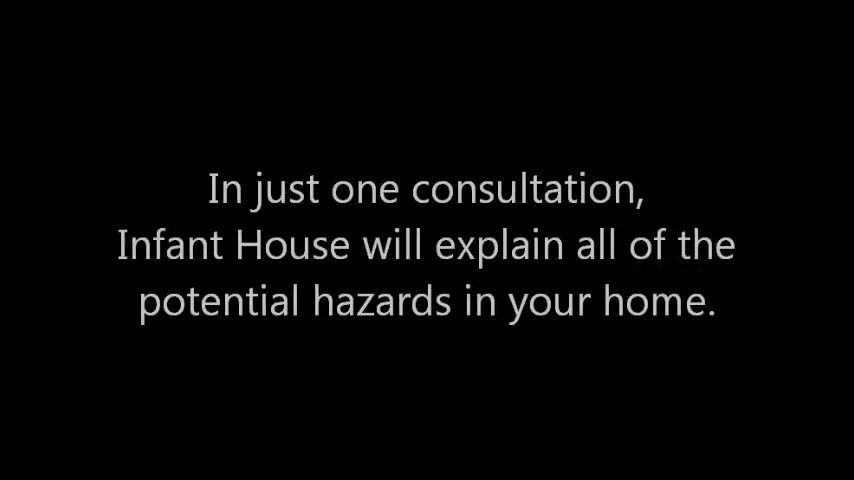 In just one consultation,
Infant House will explain all of the
potential hazards in your home.